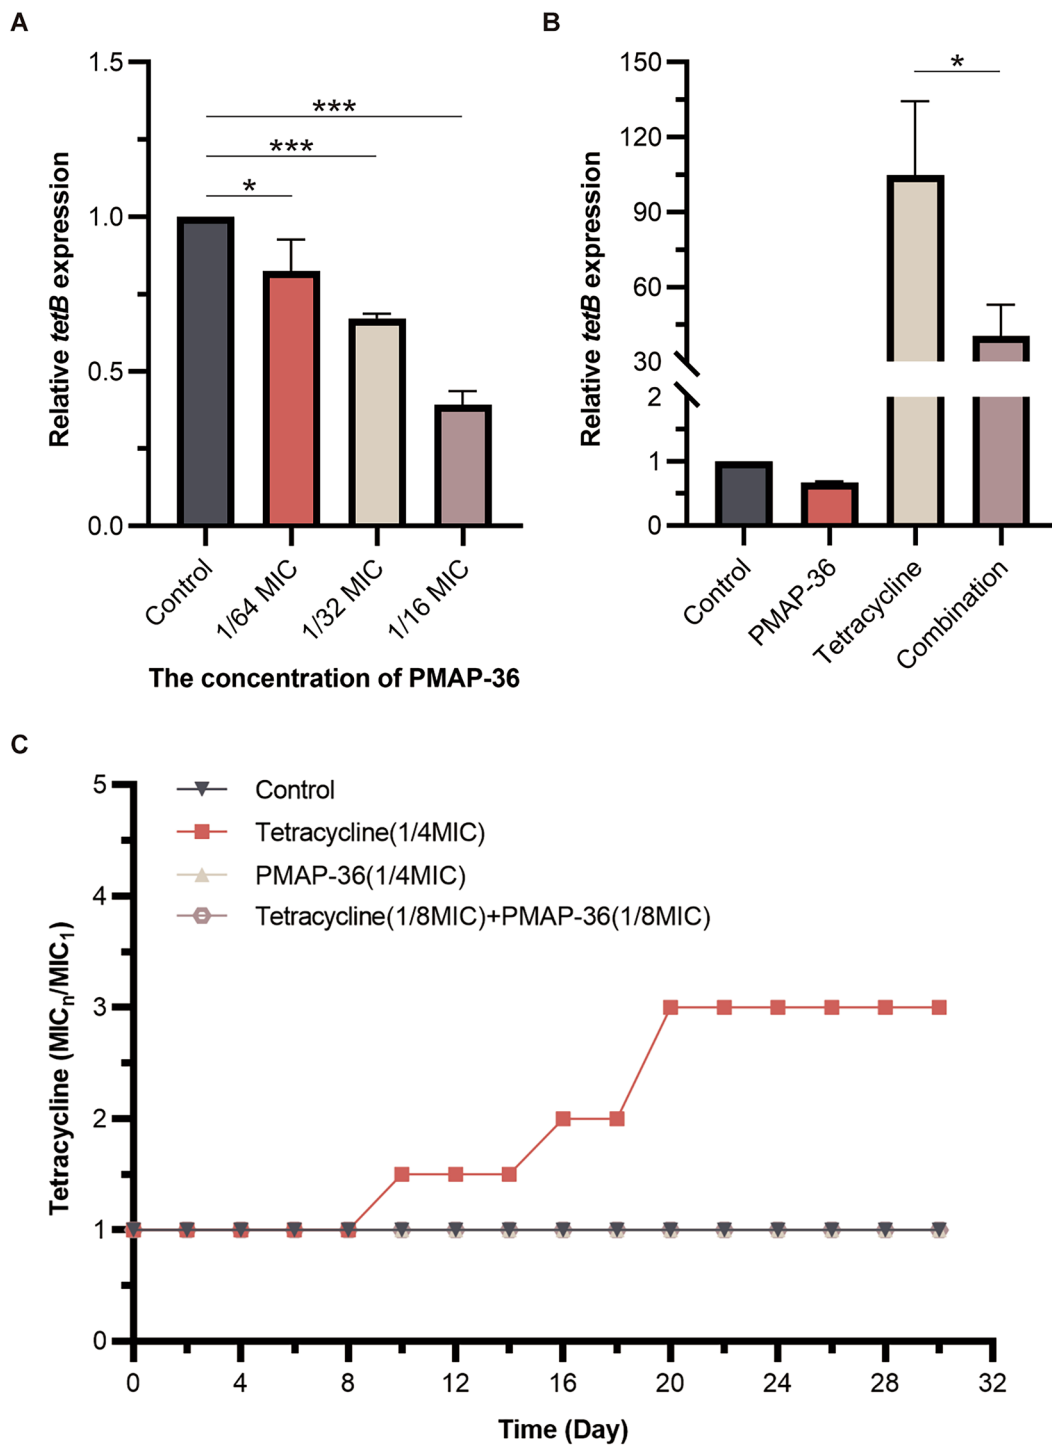 A
Relative tetB expression
1.5
1.0
0.5
0.0
***
***
*
Control
1/64 MIC
1/32 MIC
1/16 MIC
The concentration of PMAP-36
B
Relative tetB expression
150
120
90
60
30
2
1
0
*
Control
PMAP-36
Tetracycline
Combination
C
Tetracycline (MICn/MIC1)
5
4
3
2
1
0
Control
Tetracycline(1/4MIC)
PMAP-36(1/4MIC)
Tetracycline(1/8MIC)+PMAP-36(1/8MIC)
0 4 8 12 16 20 24 28 32
Time (Day)